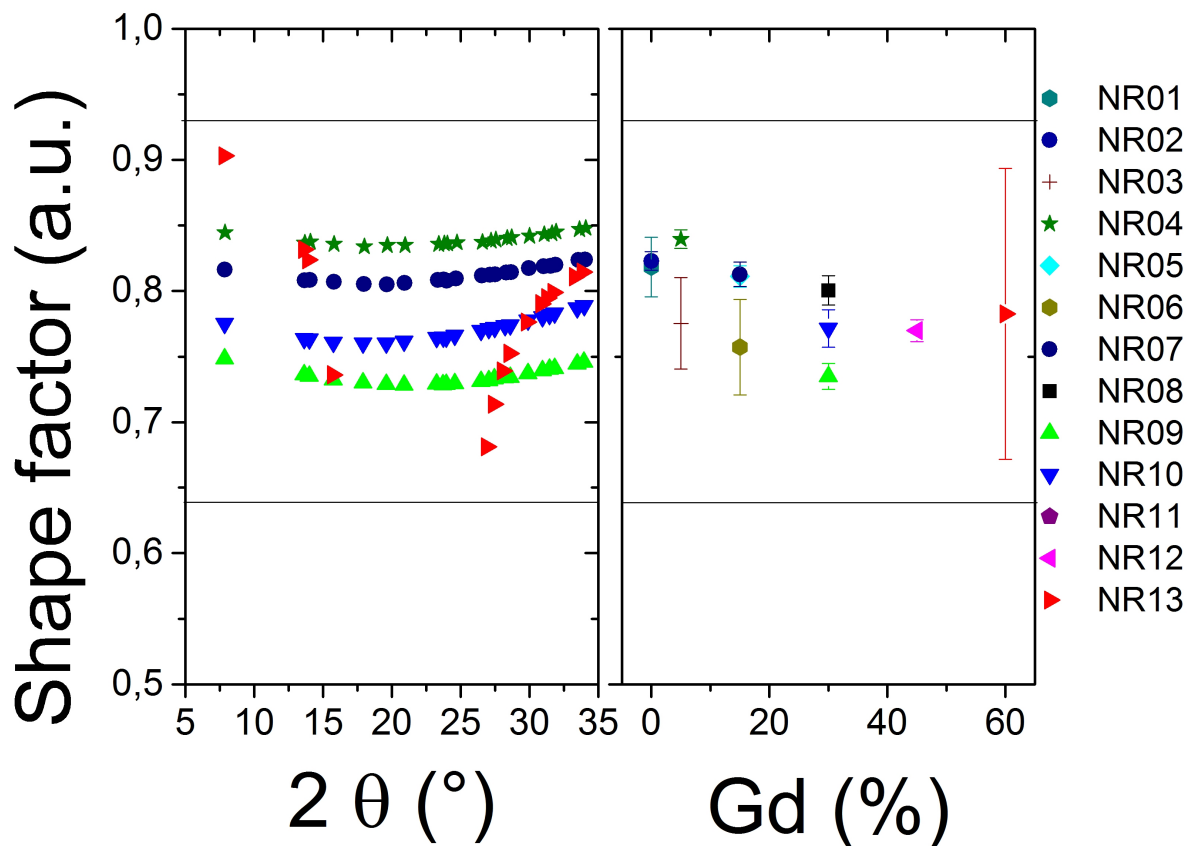 Shape factor (a.u.)
1,0
0,9
0,8
0,7
0,6
0,5
5 10 15 20 25 30 35
2 θ (°)
0 20 40 60
Gd (%)
NR01
NR02
NR03
NR04
NR05
NR06
NR07
NR08
NR09
NR10
NR11
NR12
NR13